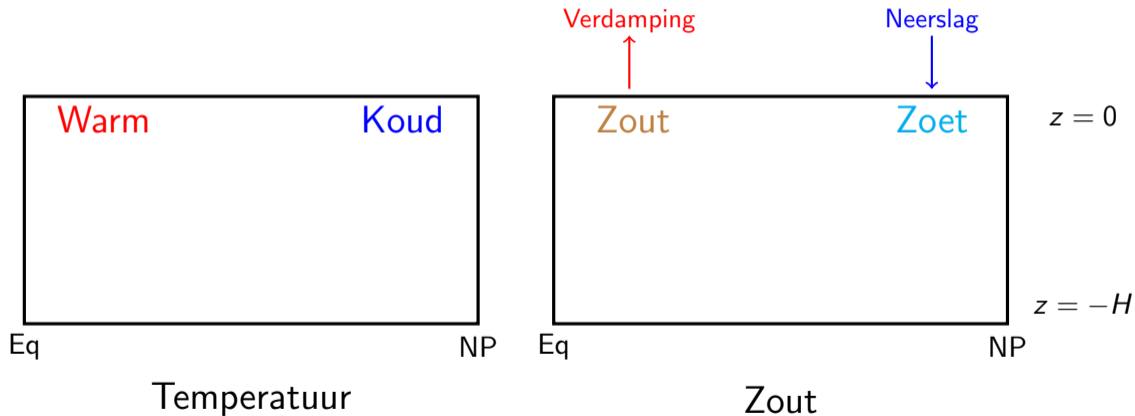 Verdamping
Neerslag
Warm
Koud
Zout
Zoet
z = 0
z = −H
Eq
NP
Eq
NP
Temperatuur
Zout